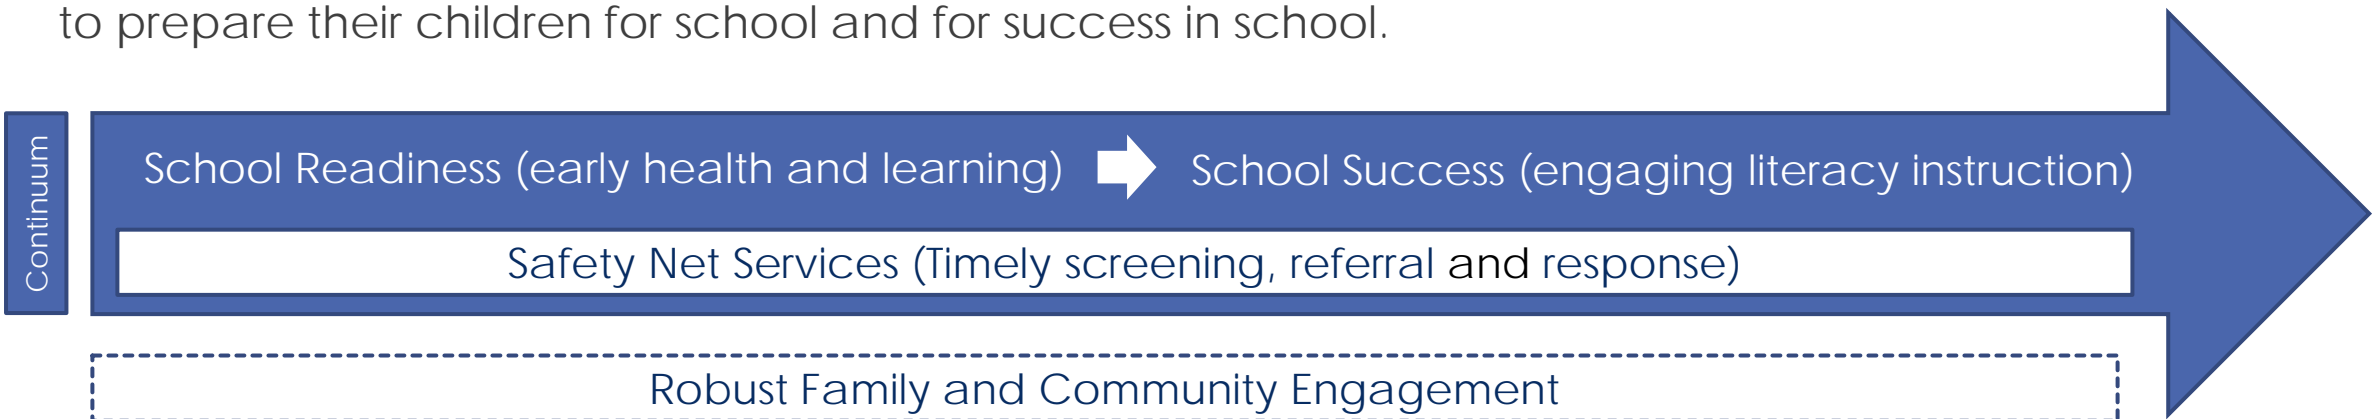 to prepare their children for school and for success in school.
Continuum
School Readiness (early health and learning)
School Success (engaging literacy instruction)
Safety Net Services (Timely screening, referral and response)
Robust Family and Community Engagement